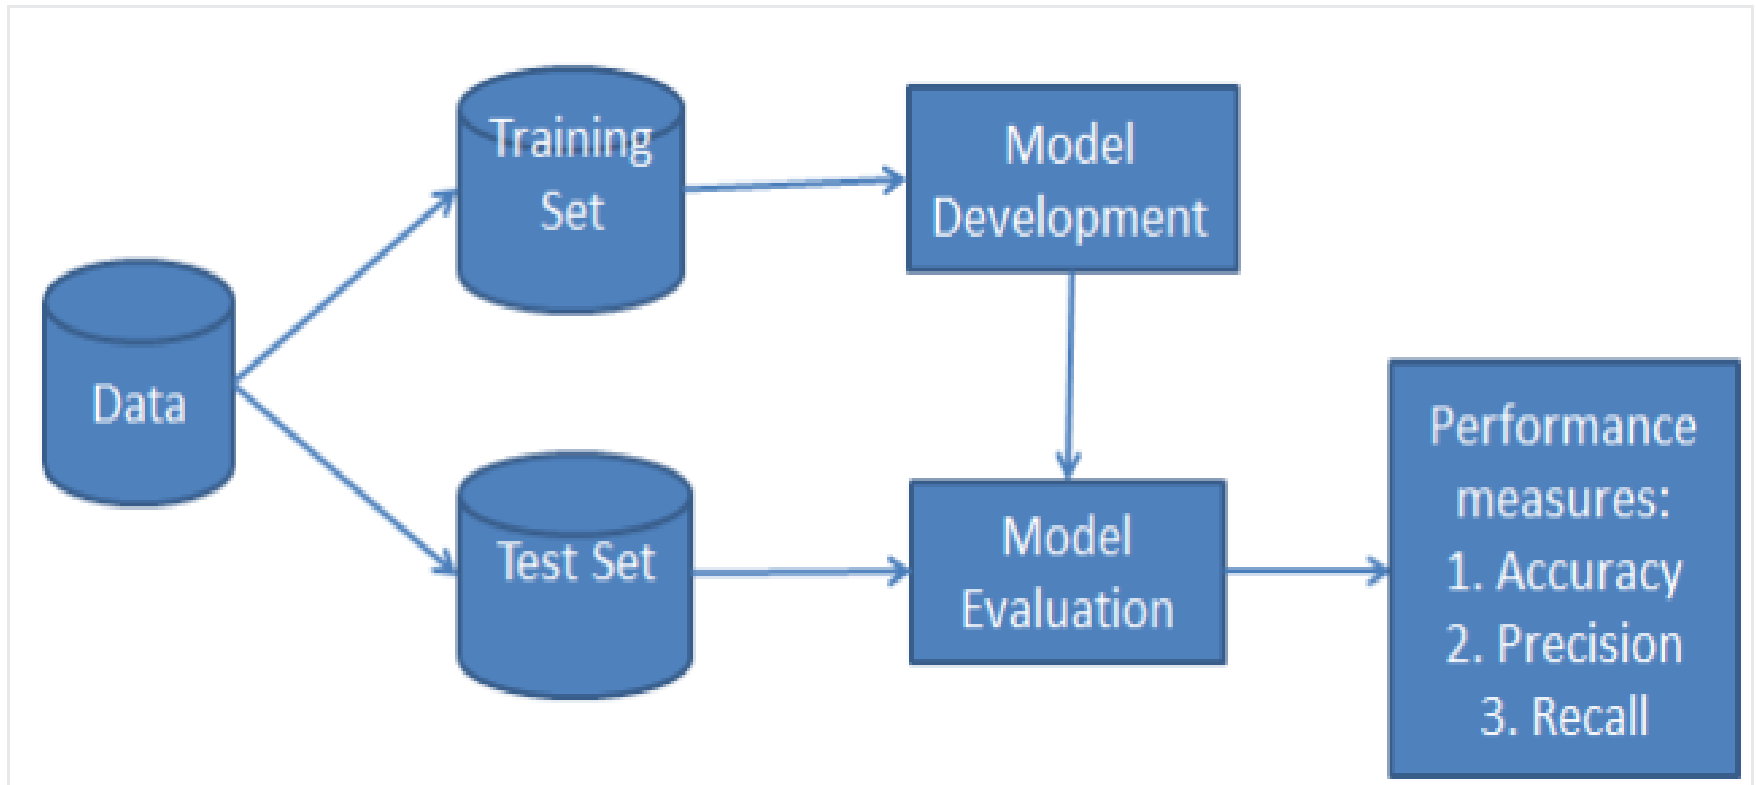 Data
Training
Set
Test Set
Model
Development
Model
Evaluation
Performance
measures:
1. Accuracy
2. Precision
3. Recall